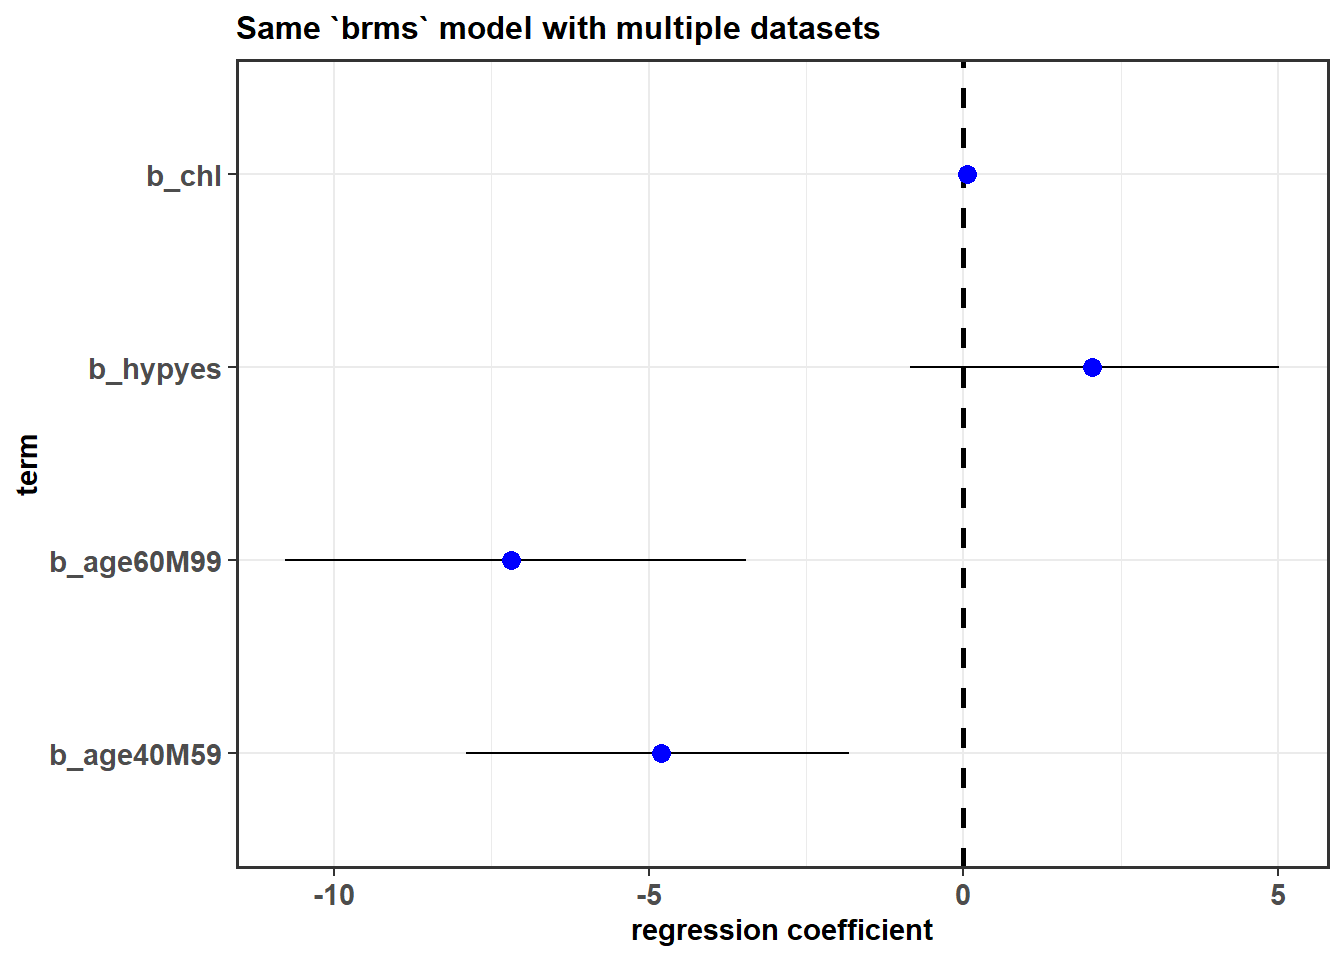 Same `brms` model with multiple datasets
b_chl
b_hypyes
b_age60M99
b_age40M59
term
-10 -5 0 5
regression coefficient